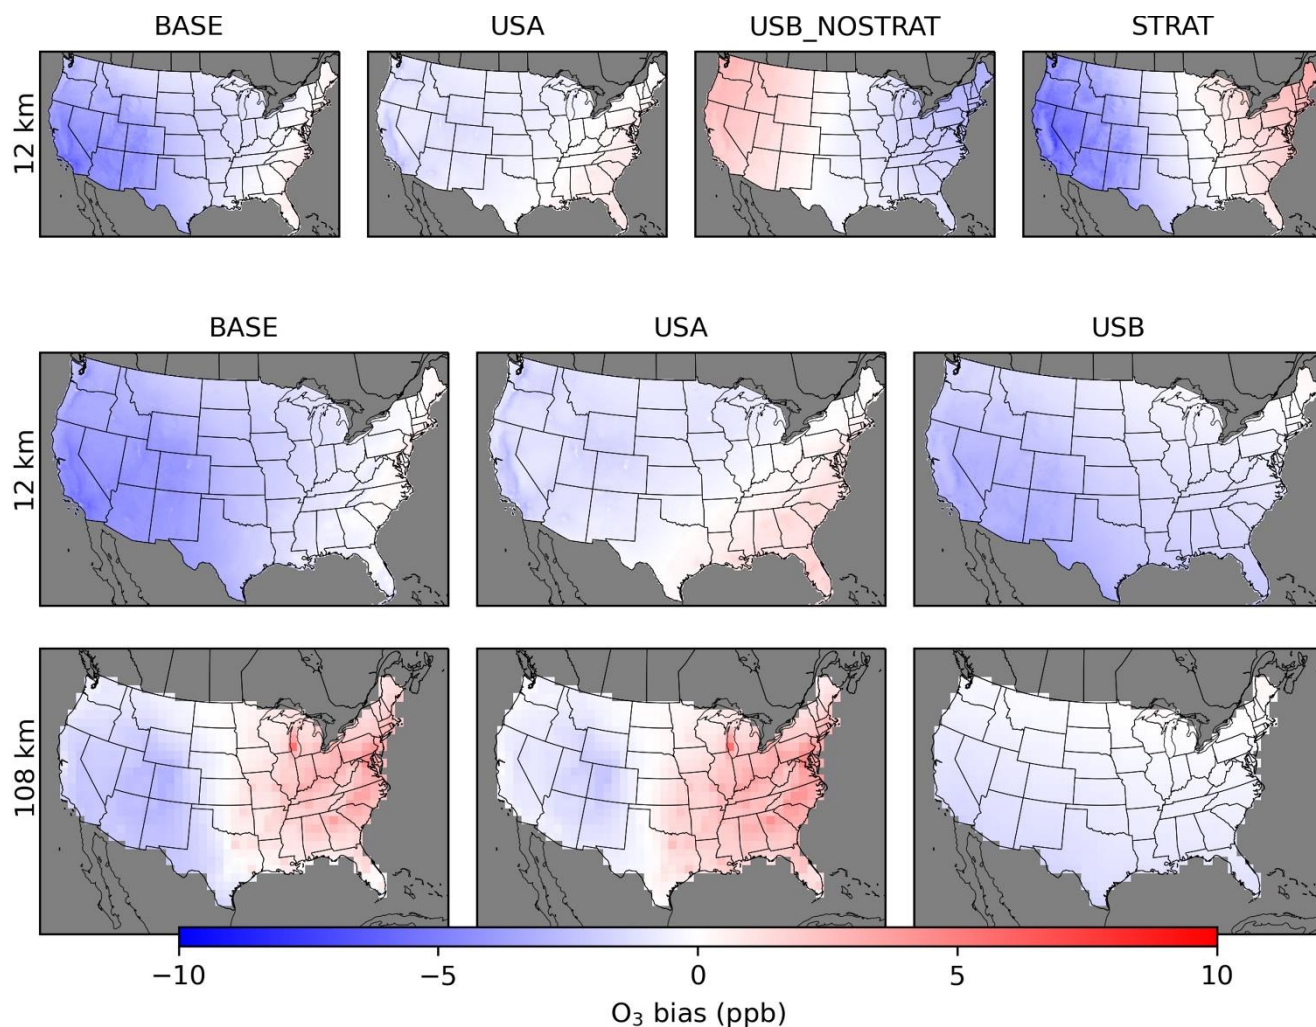 BASE USA USB_NOSTRAT STRAT
12 km
BASE USA USB
12 km
108 km
−10 −5 0 5 10
O₃ bias (ppb)